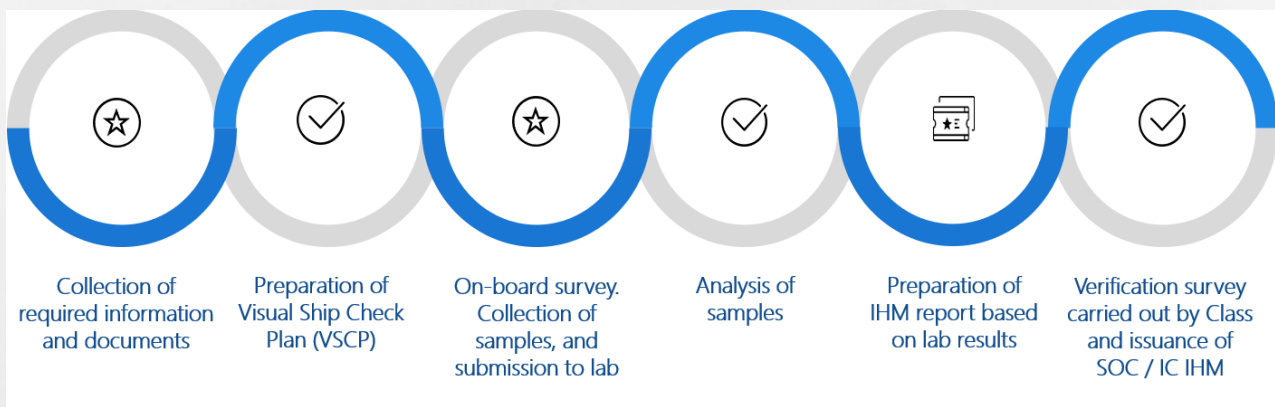 Collection of
required information
and documents
Preparation of
Visual Ship Check
Plan (VSCP)
On-board survey.
Collection of
samples, and
submission to lab
Analysis of
samples
Preparation of
IHM report based
on lab results
Verification survey
carried out by Class
and issuance of
SOC / IC IHM